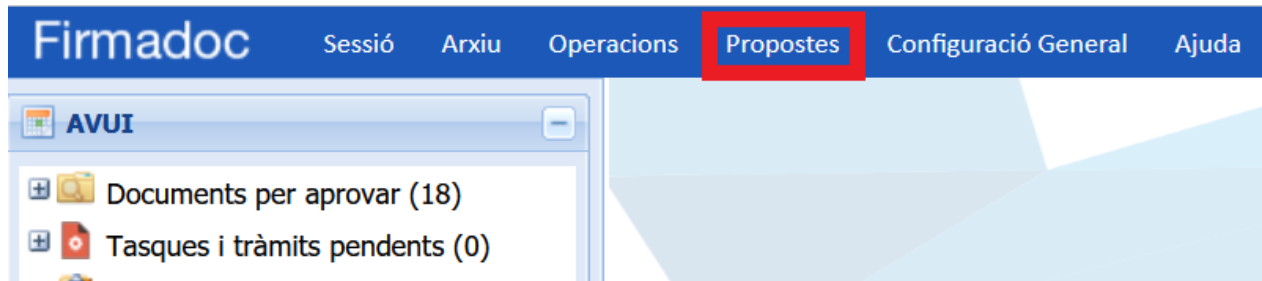 Firmadoc Sessió Arxiu Operacions Propostes Configuració General Ajuda
AVUI
Documents per aprovar (18)
Tasques i tràmits pendents (0)